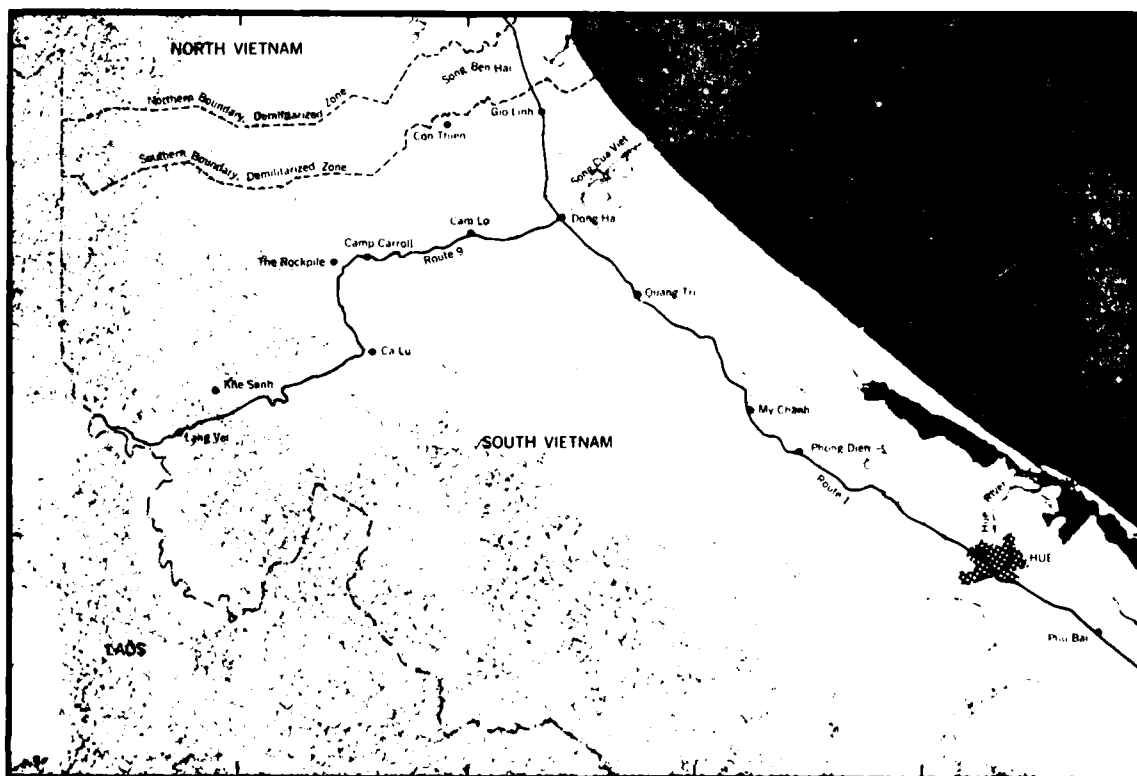 NORTH VIETNAM
Song Ben Hai
Northern Boundary, Demilitarized Zone
Gio Linh
Con Thien
Southern Boundary, Demilitarized Zone
Song Cua Viet
Dong Ha
Cam Lo
Camp Carroll
Route 9
The Rockpile
Quang Tri
Ca Lu
Khe Sanh
My Chanh
Lang Vei
SOUTH VIETNAM
Phong Dien
Route 1
Hue River
HUE
Phu Bai
LAOS